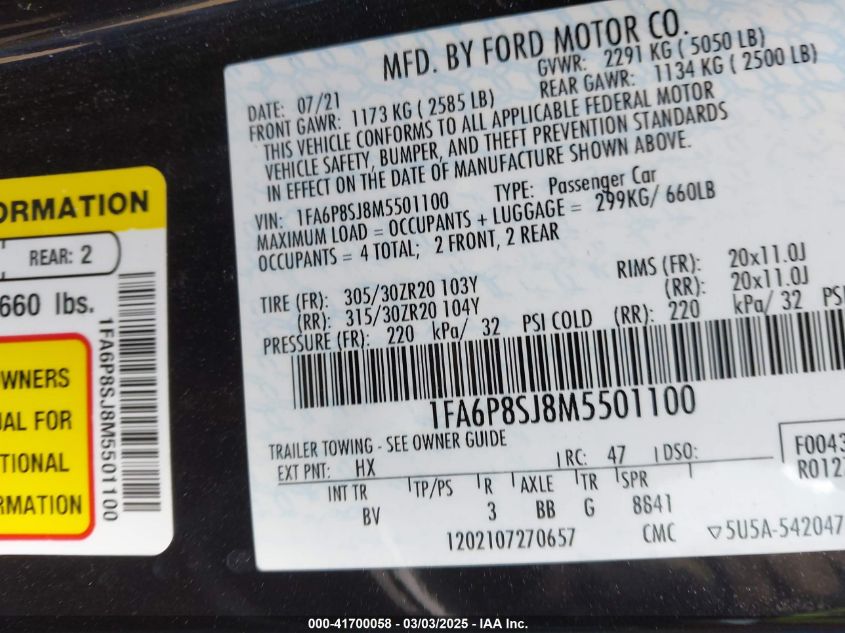 MFD. BY FORD MOTOR CO.
DATE: 07/21 GVWR: 2291 KG ( 5050 LB)
FRONT GAWR: 1173 KG ( 2585 LB) REAR GAWR: 1134 KG ( 2500 LB)
THIS VEHICLE CONFORMS TO ALL APPLICABLE FEDERAL MOTOR
VEHICLE SAFETY, BUMPER, AND THEFT PREVENTION STANDARDS
IN EFFECT ON THE DATE OF MANUFACTURE SHOWN ABOVE.
VIN: 1FA6P8SJ8M5501100 TYPE: Passenger Car
MAXIMUM LOAD = OCCUPANTS + LUGGAGE = 299KG/ 660LB
OCCUPANTS = 4 TOTAL; 2 FRONT, 2 REAR
TIRE (FR): 305/30ZR20 103Y RIMS (FR): 20x11.0J
(RR): 315/30ZR20 104Y (RR): 20x11.0J
PRESSURE (FR): 220 kPa/ 32 PSI COLD (RR): 220 kPa/ 32 PSI
1FA6P8SJ8M5501100
TRAILER TOWING - SEE OWNER GUIDE
EXT PNT: HX RC: 47 DSO:
INT TR TP/PS R AXLE TR SPR
BV 3 BB G 8841
1202107270657 CMC ▽5U5A-542047
F0043
R012
ORMATION
REAR: 2
660 lbs.
WNERS
UAL FOR
TIONAL
RMATION
1FA6P8SJ8M5501100
000-41700058 - 03/03/2025 - IAA Inc.